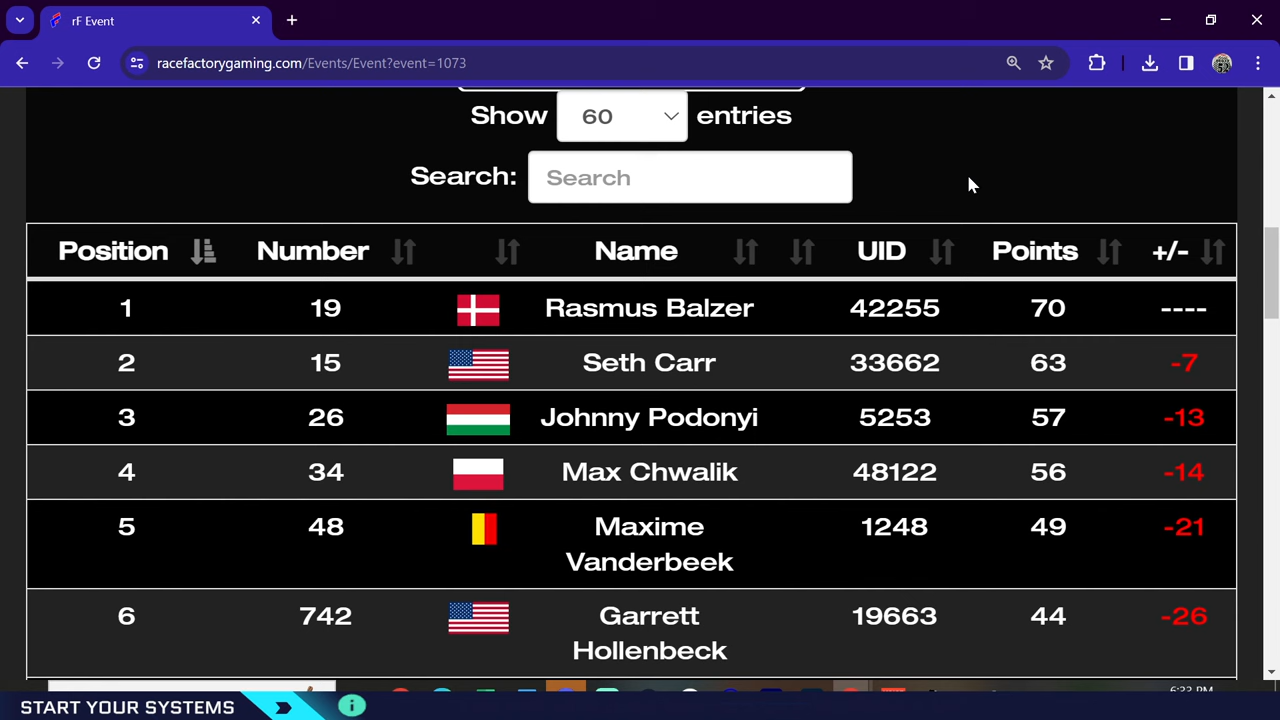 rF Event
racefactorygaming.com/Events/Event?event=1073
Show 60 entries
Search: Search
Position Number Name UID Points +/-
1 19 Rasmus Balzer 42255 70 ----
2 15 Seth Carr 33662 63 -7
3 26 Johnny Podonyi 5253 57 -13
4 34 Max Chwalik 48122 56 -14
5 48 Maxime Vanderbeek 1248 49 -21
6 742 Garrett Hollenbeck 19663 44 -26
START YOUR SYSTEMS